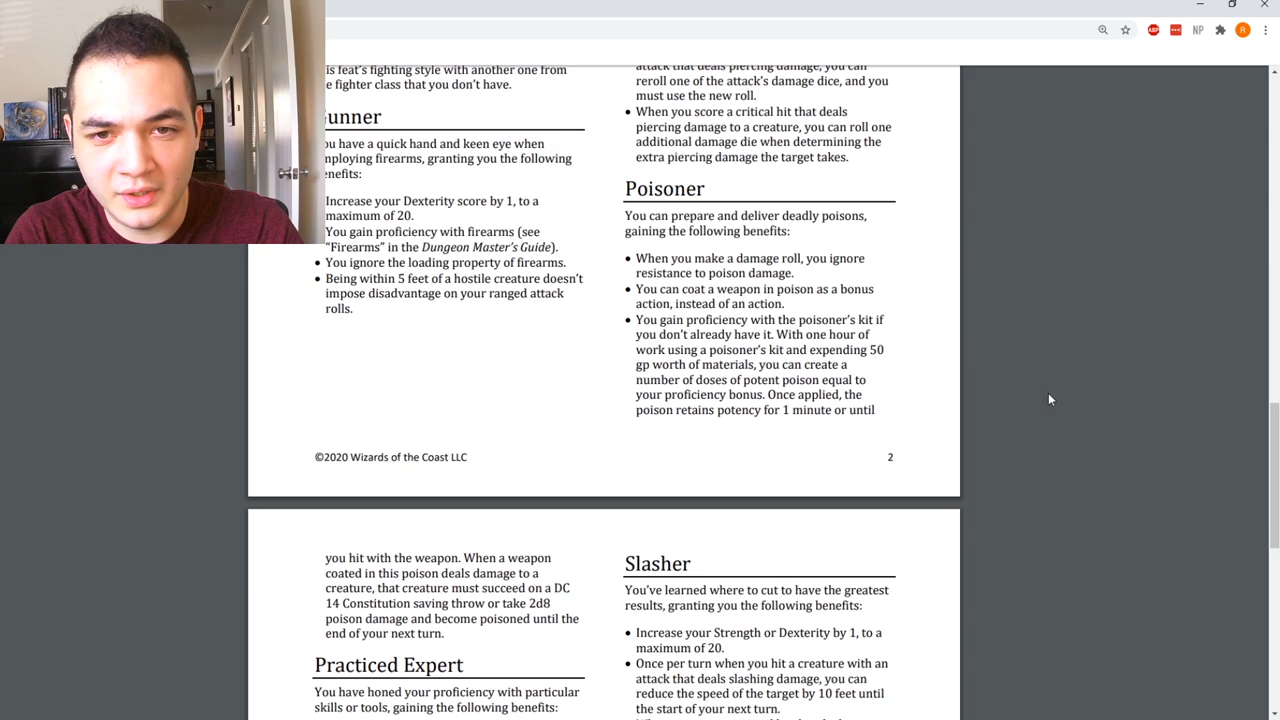 is feat's fighting style with another one from
e fighter class that you don't have.
Gunner
ou have a quick hand and keen eye when
mploying firearms, granting you the following
enefits:
Increase your Dexterity score by 1, to a
maximum of 20.
You gain proficiency with firearms (see
"Firearms" in the Dungeon Master's Guide).
• You ignore the loading property of firearms.
• Being within 5 feet of a hostile creature doesn't
impose disadvantage on your ranged attack
rolls.
attack that deals piercing damage, you can
reroll one of the attack's damage dice, and you
must use the new roll.
• When you score a critical hit that deals
piercing damage to a creature, you can roll one
additional damage die when determining the
extra piercing damage the target takes.
Poisoner
You can prepare and deliver deadly poisons,
gaining the following benefits:
• When you make a damage roll, you ignore
resistance to poison damage.
• You can coat a weapon in poison as a bonus
action, instead of an action.
• You gain proficiency with the poisoner's kit if
you don't already have it. With one hour of
work using a poisoner's kit and expending 50
gp worth of materials, you can create a
number of doses of potent poison equal to
your proficiency bonus. Once applied, the
poison retains potency for 1 minute or until
©2020 Wizards of the Coast LLC
2
you hit with the weapon. When a weapon
coated in this poison deals damage to a
creature, that creature must succeed on a DC
14 Constitution saving throw or take 2d8
poison damage and become poisoned until the
end of your next turn.
Practiced Expert
You have honed your proficiency with particular
skills or tools, gaining the following benefits:
Slasher
You've learned where to cut to have the greatest
results, granting you the following benefits:
• Increase your Strength or Dexterity by 1, to a
maximum of 20.
• Once per turn when you hit a creature with an
attack that deals slashing damage, you can
reduce the speed of the target by 10 feet until
the start of your next turn.
ABP
NP
R